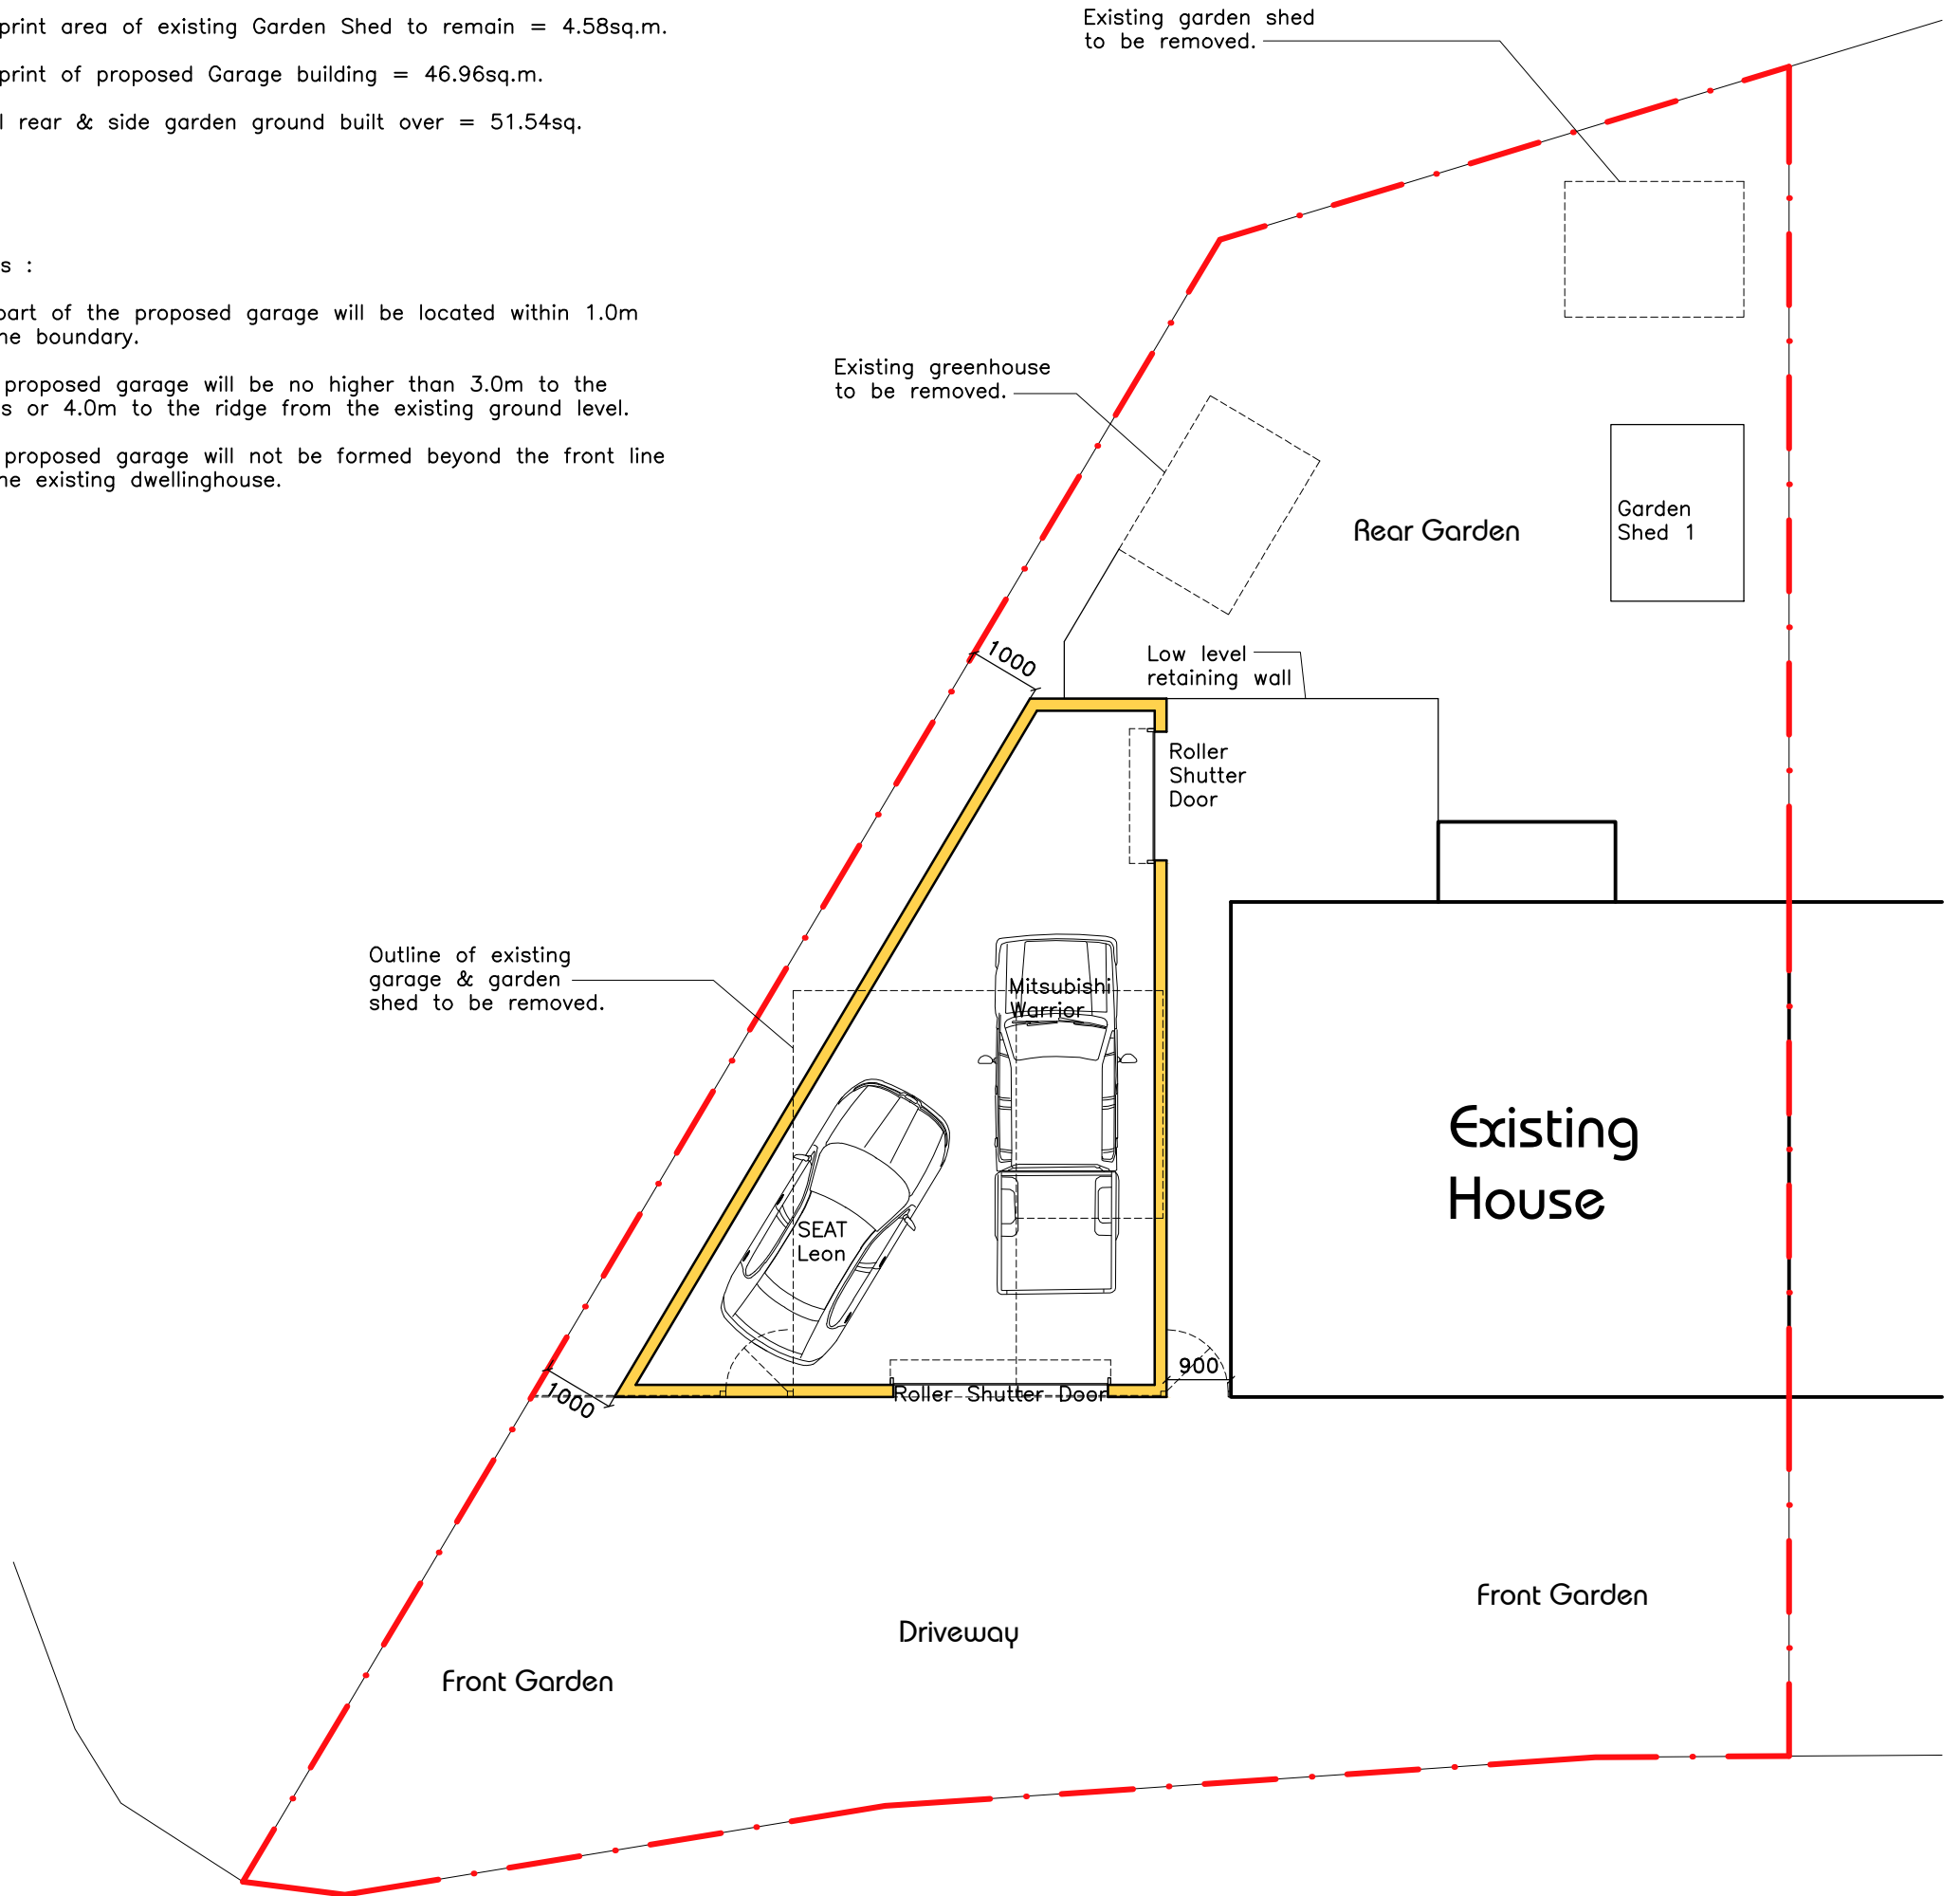 print area of existing Garden Shed to remain = 4.58sq.m.
print of proposed Garage building = 46.96sq.m.
l rear & side garden ground built over = 51.54sq.
s :
part of the proposed garage will be located within 1.0m
ne boundary.
proposed garage will be no higher than 3.0m to the
s or 4.0m to the ridge from the existing ground level.
proposed garage will not be formed beyond the front line
ne existing dwellinghouse.
Existing garden shed
to be removed.
Existing greenhouse
to be removed.
Rear Garden
Garden
Shed 1
1000
Low level
retaining wall
Roller
Shutter
Door
Outline of existing
garage & garden
shed to be removed.
Mitsubishi
Warrior
SEAT
Leon
Existing
House
1000
Roller Shutter Door
900
Front Garden
Driveway
Front Garden